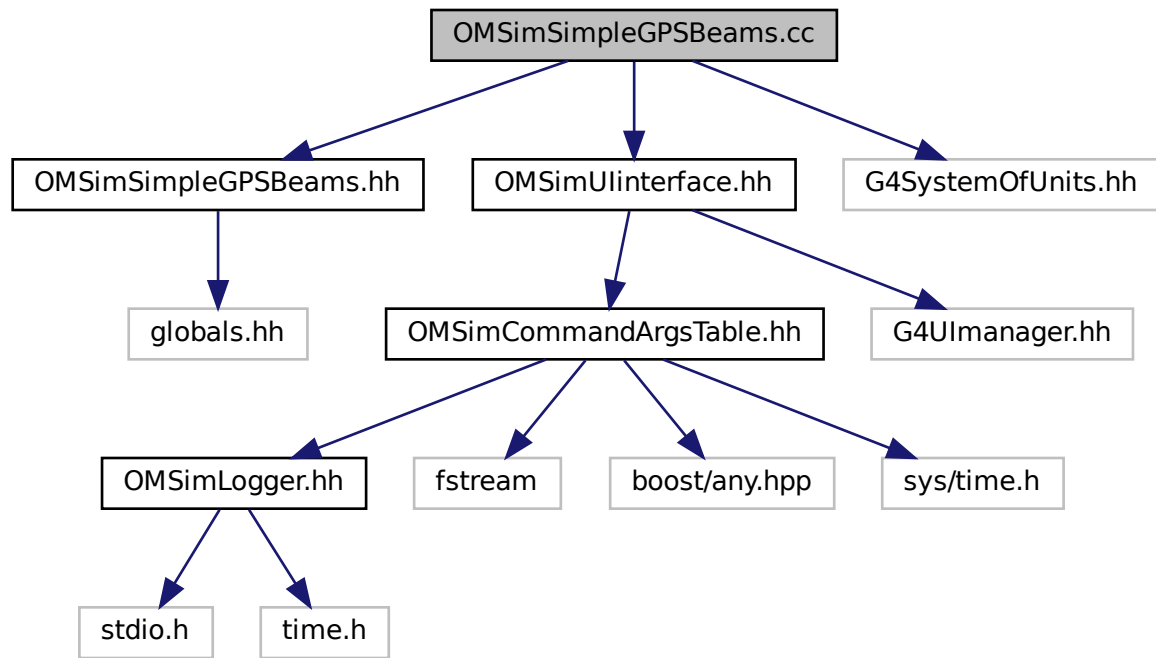 OMSimSimpleGPSBeams.cc
OMSimSimpleGPSBeams.hh
OMSimUIinterface.hh
G4SystemOfUnits.hh
globals.hh
OMSimCommandArgsTable.hh
G4UImanager.hh
OMSimLogger.hh
fstream
boost/any.hpp
sys/time.h
stdio.h
time.h